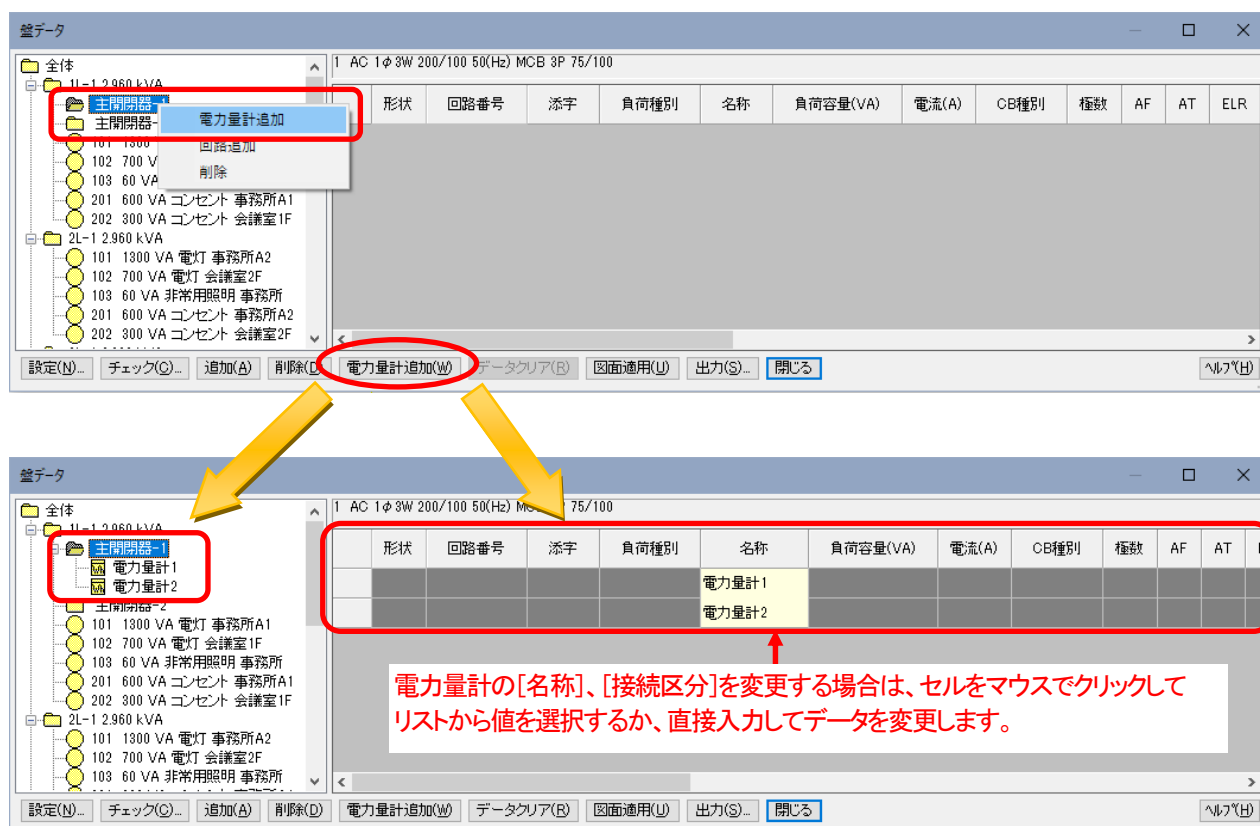 盤データ
全体
1L-1 2.960 kVA
主開閉器-1
主開閉器-
101 1300
102 700 V
103 60 VA
201 600 VA コンセント 事務所A1
202 300 VA コンセント 会議室1F
2L-1 2.960 kVA
101 1300 VA 電灯 事務所A2
102 700 VA 電灯 会議室2F
103 60 VA 非常用照明 事務所
201 600 VA コンセント 事務所A2
202 300 VA コンセント 会議室2F
電力量計追加
回路追加
削除
1 AC 1φ3W 200/100 50(Hz) MCB 3P 75/100
形状 回路番号 添字 負荷種別 名称 負荷容量(VA) 電流(A) CB種別 極数 AF AT ELR
設定(N)... チェック(C)... 追加(A) 削除(D 電力量計追加(W) データクリア(R) 図面適用(U) 出力(S)... 閉じる ヘルプ(H)
盤データ
全体
1L-1 2.960 kVA
主開閉器-1
電力量計1
電力量計2
主開閉器-2
101 1300 VA 電灯 事務所A1
102 700 VA 電灯 会議室1F
103 60 VA 非常用照明 事務所
201 600 VA コンセント 事務所A1
202 300 VA コンセント 会議室1F
2L-1 2.960 kVA
101 1300 VA 電灯 事務所A2
102 700 VA 電灯 会議室2F
103 60 VA 非常用照明 事務所
1 AC 1φ3W 200/100 50(Hz) 75/100
形状 回路番号 添字 負荷種別 名称 負荷容量(VA) 電流(A) CB種別 極数 AF AT
電力量計1
電力量計2
電力量計の[名称]、[接続区分]を変更する場合は、セルをマウスでクリックして
リストから値を選択するか、直接入力してデータを変更します。
設定(N)... チェック(C)... 追加(A) 削除(D) 電力量計追加(W) データクリア(R) 図面適用(U) 出力(S)... 閉じる ヘルプ(H)